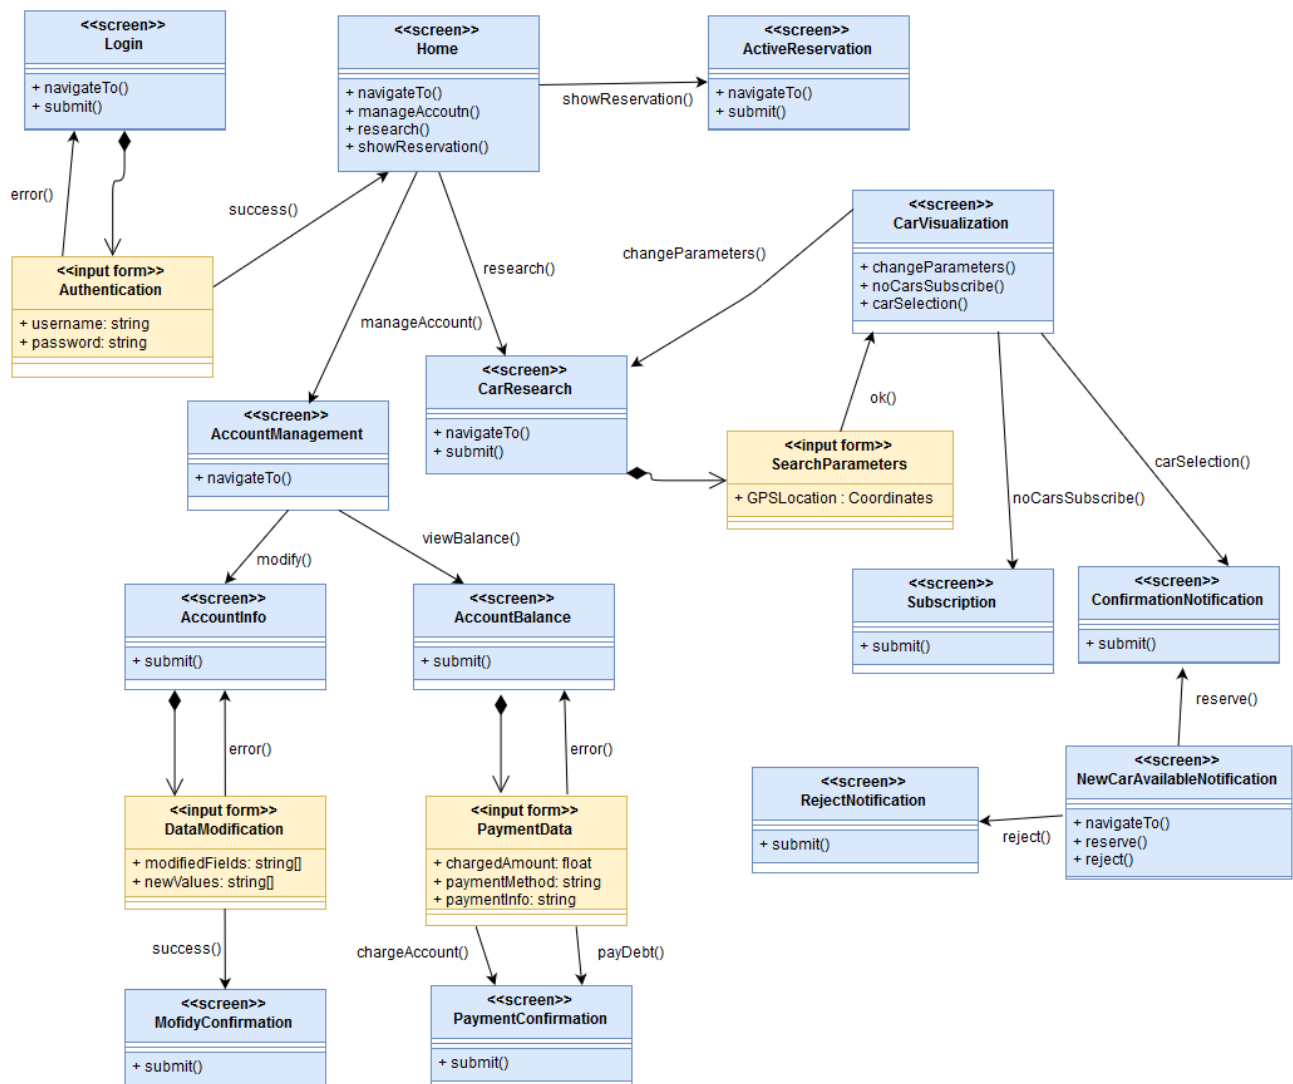 <<screen>>
Login
+ navigateTo()
+ submit()
<<screen>>
Home
+ navigateTo()
+ manageAccoutn()
+ research()
+ showReservation()
<<screen>>
ActiveReservation
+ navigateTo()
+ submit()
showReservation()
error()
success()
<<input form>>
Authentication
+ username: string
+ password: string
research()
manageAccount()
changeParameters()
<<screen>>
CarVisualization
+ changeParameters()
+ noCarsSubscribe()
+ carSelection()
<<screen>>
CarResearch
+ navigateTo()
+ submit()
ok()
<<screen>>
AccountManagement
+ navigateTo()
<<input form>>
SearchParameters
+ GPSLocation : Coordinates
carSelection()
noCarsSubscribe()
modify()
viewBalance()
<<screen>>
AccountInfo
+ submit()
<<screen>>
AccountBalance
+ submit()
<<screen>>
Subscription
+ submit()
<<screen>>
ConfirmationNotification
+ submit()
error()
error()
reserve()
<<input form>>
DataModification
+ modifiedFields: string[]
+ newValues: string[]
<<input form>>
PaymentData
+ chargedAmount: float
+ paymentMethod: string
+ paymentInfo: string
<<screen>>
RejectNotification
+ submit()
reject()
<<screen>>
NewCarAvailableNotification
+ navigateTo()
+ reserve()
+ reject()
success()
chargeAccount()
payDebt()
<<screen>>
MofidyConfirmation
+ submit()
<<screen>>
PaymentConfirmation
+ submit()